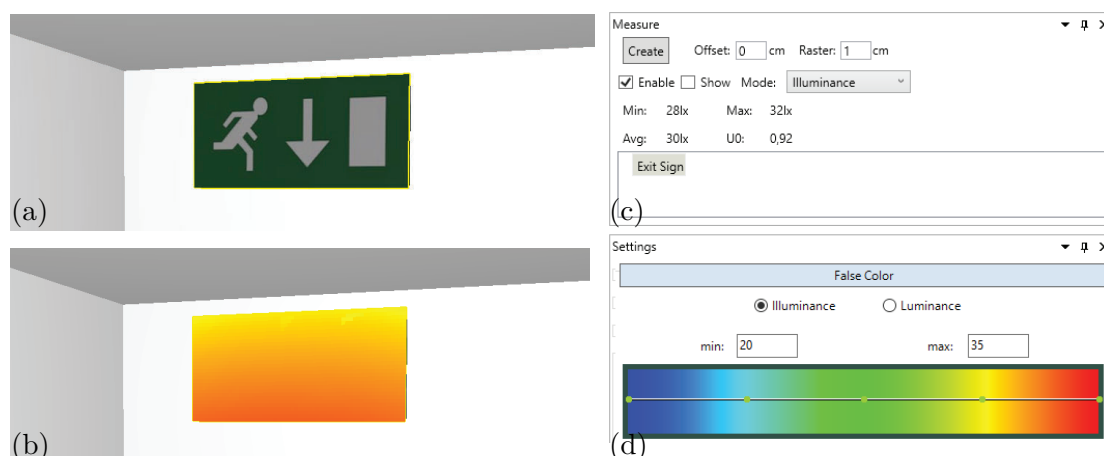 (a)
(b)
Measure
Create Offset: 0 cm Raster: 1 cm
Enable Show Mode: Illuminance
Min: 28lx Max: 32lx
Avg: 30lx U0: 0,92
Exit Sign
(c)
Settings
False Color
Illuminance Luminance
min: 20 max: 35
(d)